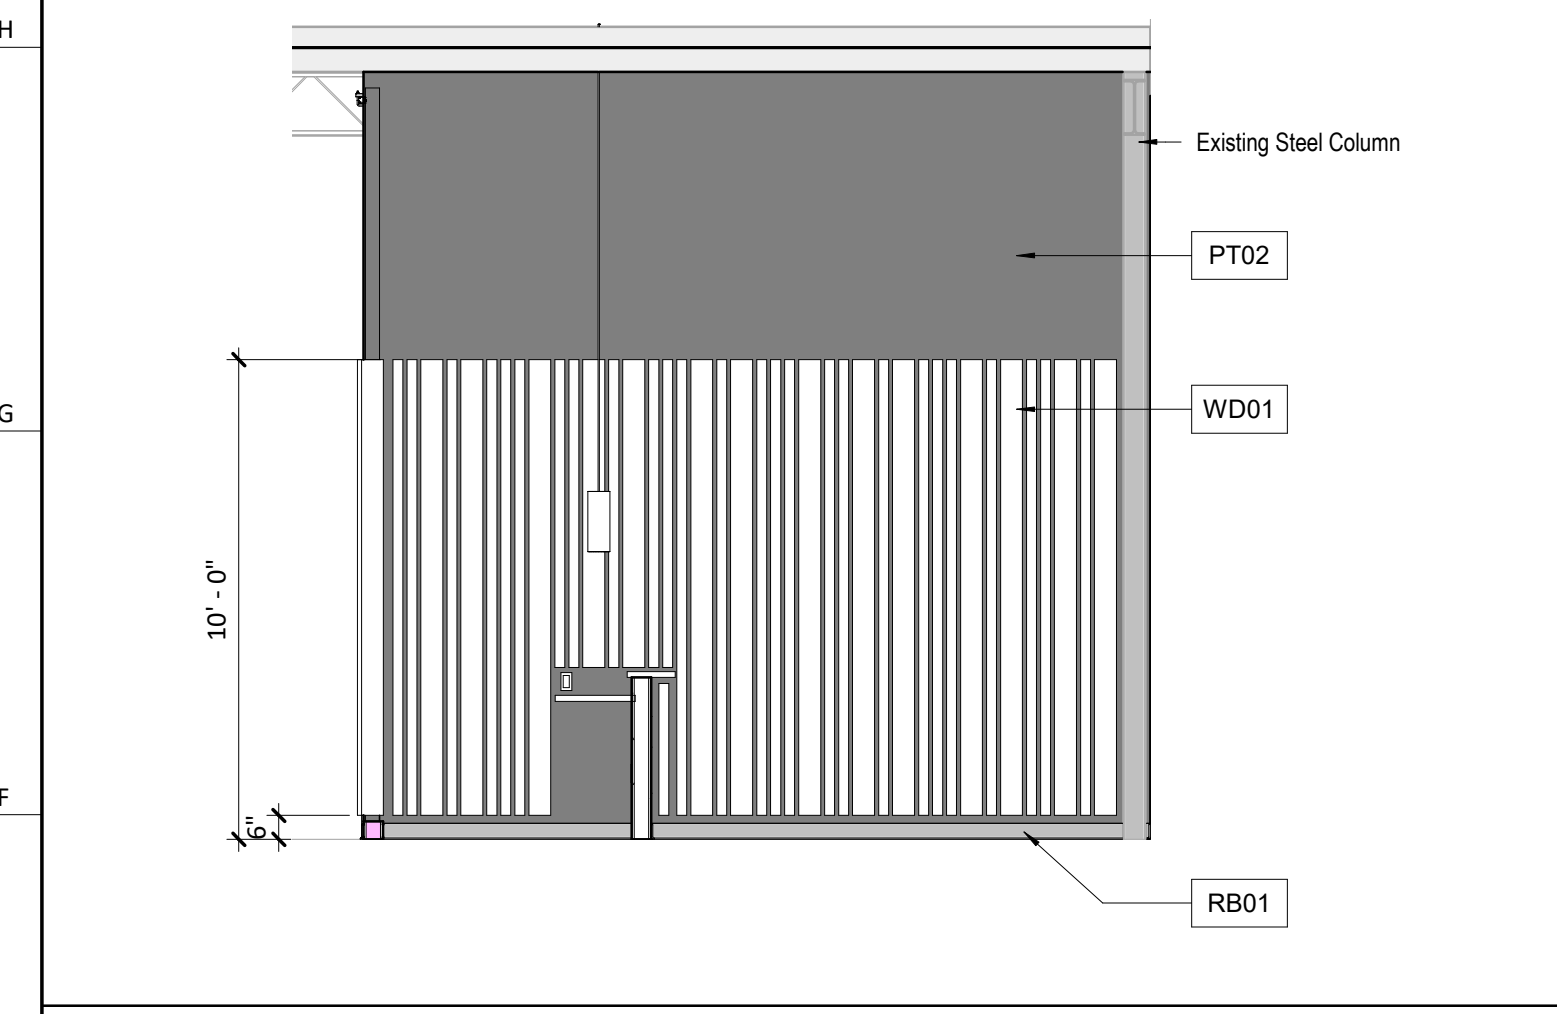 H
Existing Steel Column
PT02
WD01
G
10' - 0"
F
6"
RB01